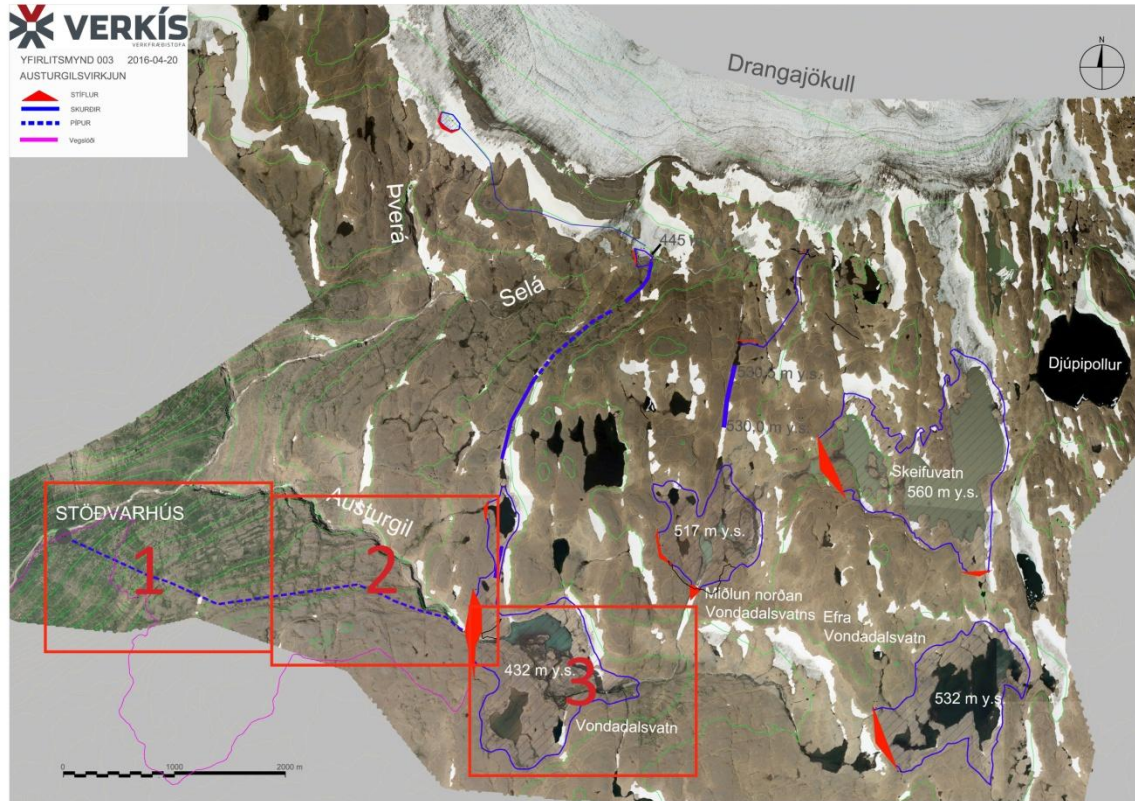 VERKÍS
VERKFRÆÐISTOFA
YFIRLITSMYND 003 2016-04-20
AUSTURGILSVIRKJUN
STÍFLUR
SKURÐIR
PÍPUR
Vegslóði
N
Drangajökull
Þverá
445
Selá
Djúpipollur
530,5 m y.s.
530,0 m y.s.
Skeifuvatn
560 m y.s.
STÖÐVARHÚS
Austurgil
517 m y.s.
1
2
Miðlun norðan
Vondadalsvatns
Efra
Vondadalsvatn
432 m y.s.
3
532 m y.s.
Vondadalsvatn
0 1000 2000 m